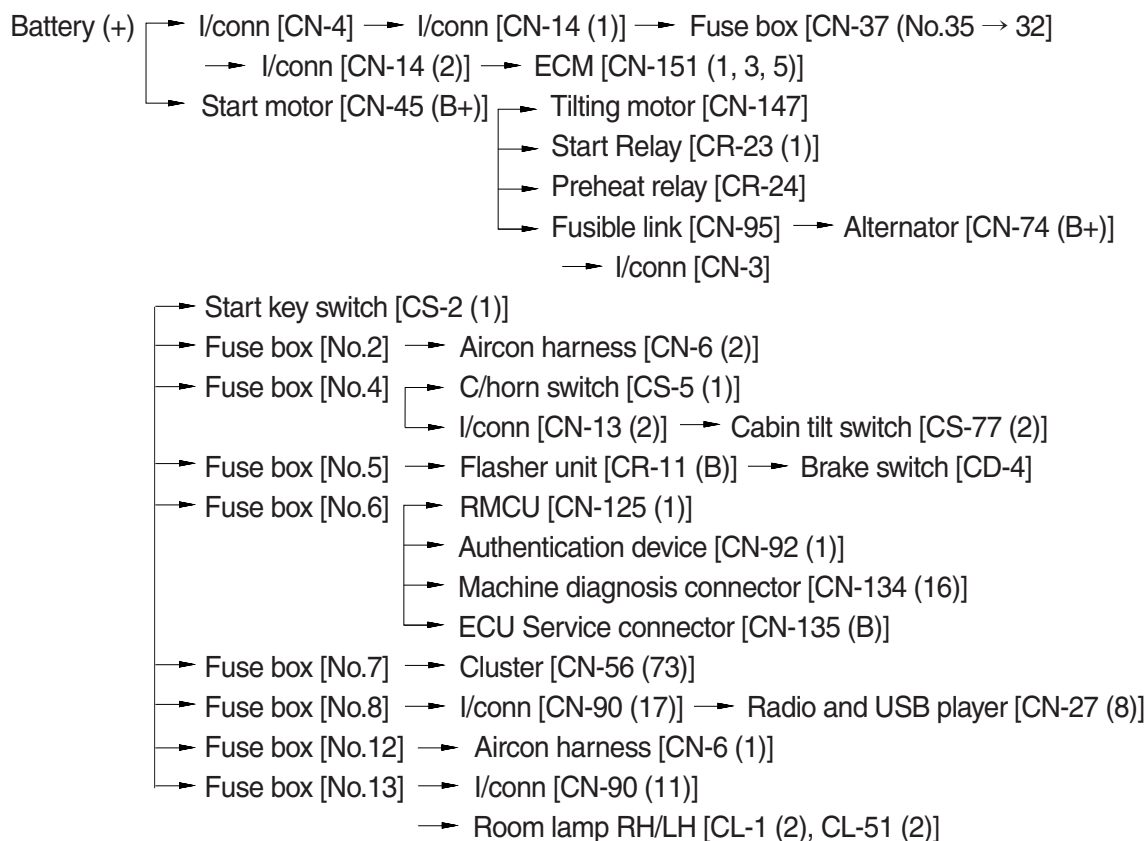 Battery (+) → I/conn [CN-4] → I/conn [CN-14 (1)] → Fuse box [CN-37 (No.35 → 32]
→ I/conn [CN-14 (2)] → ECM [CN-151 (1, 3, 5)]
→ Start motor [CN-45 (B+)] → Tilting motor [CN-147]
→ Start Relay [CR-23 (1)]
→ Preheat relay [CR-24]
→ Fusible link [CN-95] → Alternator [CN-74 (B+)]
→ I/conn [CN-3]
→ Start key switch [CS-2 (1)]
→ Fuse box [No.2] → Aircon harness [CN-6 (2)]
→ Fuse box [No.4] → C/horn switch [CS-5 (1)]
→ I/conn [CN-13 (2)] → Cabin tilt switch [CS-77 (2)]
→ Fuse box [No.5] → Flasher unit [CR-11 (B)] → Brake switch [CD-4]
→ Fuse box [No.6] → RMCU [CN-125 (1)]
→ Authentication device [CN-92 (1)]
→ Machine diagnosis connector [CN-134 (16)]
→ ECU Service connector [CN-135 (B)]
→ Fuse box [No.7] → Cluster [CN-56 (73)]
→ Fuse box [No.8] → I/conn [CN-90 (17)] → Radio and USB player [CN-27 (8)]
→ Fuse box [No.12] → Aircon harness [CN-6 (1)]
→ Fuse box [No.13] → I/conn [CN-90 (11)]
→ Room lamp RH/LH [CL-1 (2), CL-51 (2)]